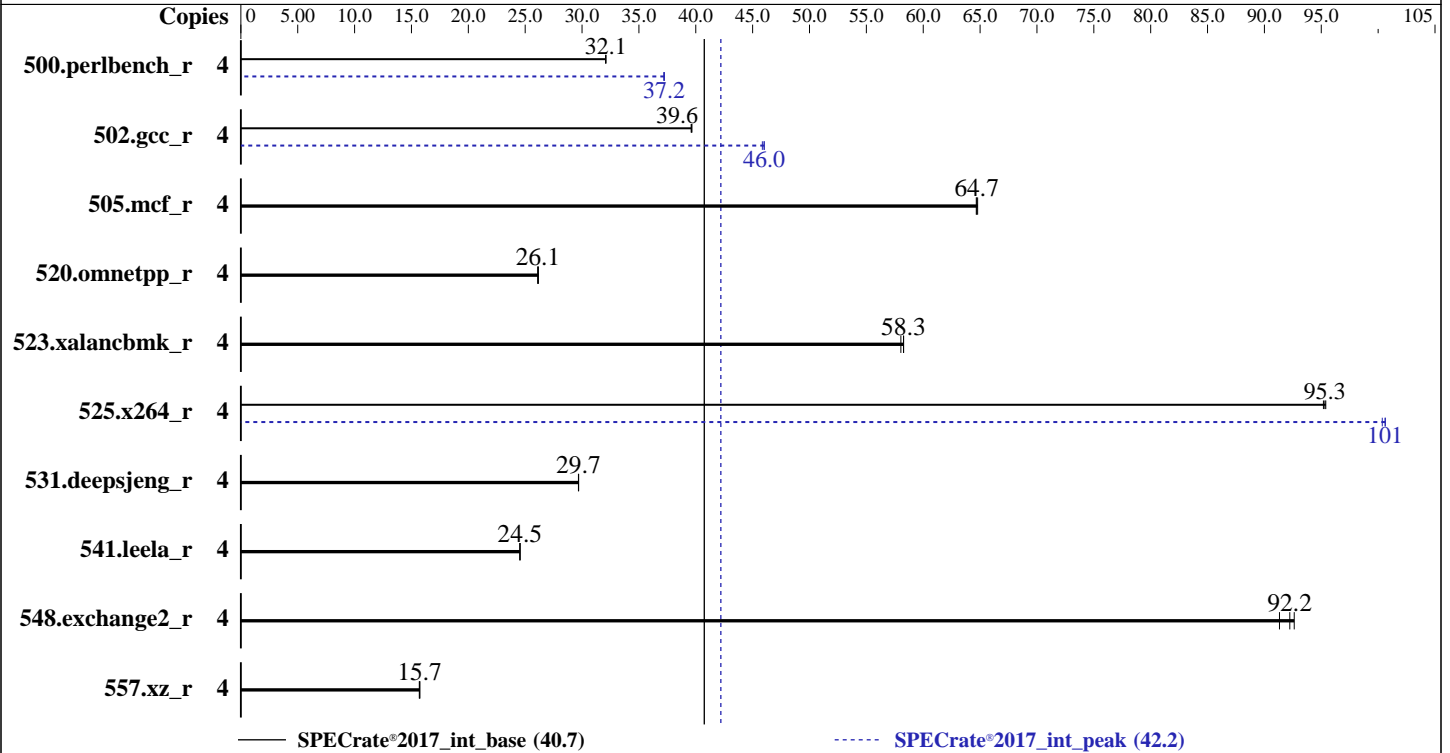 Copies 0 5.00 10.0 15.0 20.0 25.0 30.0 35.0 40.0 45.0 50.0 55.0 60.0 65.0 70.0 75.0 80.0 85.0 90.0 95.0 105
500.perlbench_r 4 32.1
37.2
502.gcc_r 4 39.6
46.0
505.mcf_r 4 64.7
520.omnetpp_r 4 26.1
523.xalancbmk_r 4 58.3
525.x264_r 4 95.3
101
531.deepsjeng_r 4 29.7
541.leela_r 4 24.5
548.exchange2_r 4 92.2
557.xz_r 4 15.7
SPECrate®2017_int_base (40.7) SPECrate®2017_int_peak (42.2)